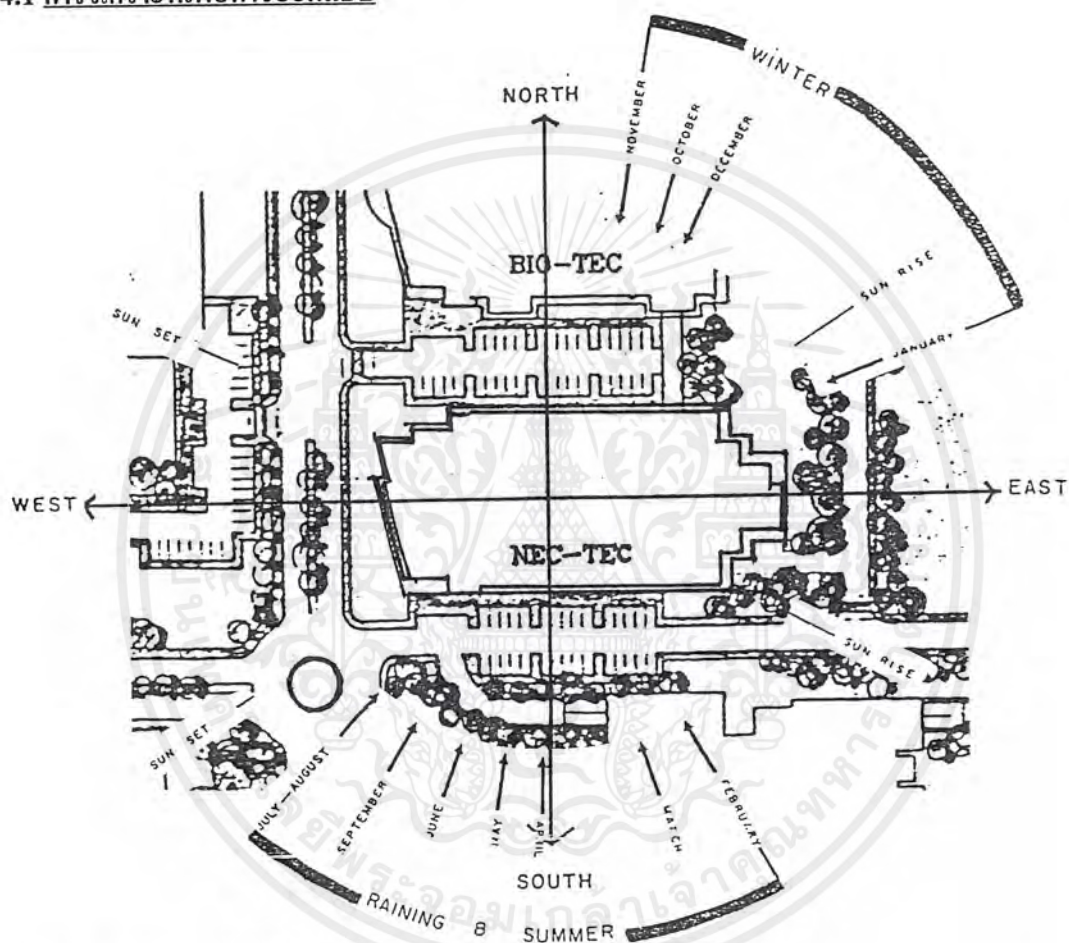 WINTER
NORTH
NOVEMBER
OCTOBER
DECEMBER
BIO-TEC
SUN RISE
SUN SET
JANUARY
WEST
EAST
NEC-TEC
SUN RISE
SUN SET
JULY-AUGUST
SEPTEMBER
JUNE
MAY
APRIL
MATCH
FEBRUARY
SOUTH
RAINING 8 SUMMER